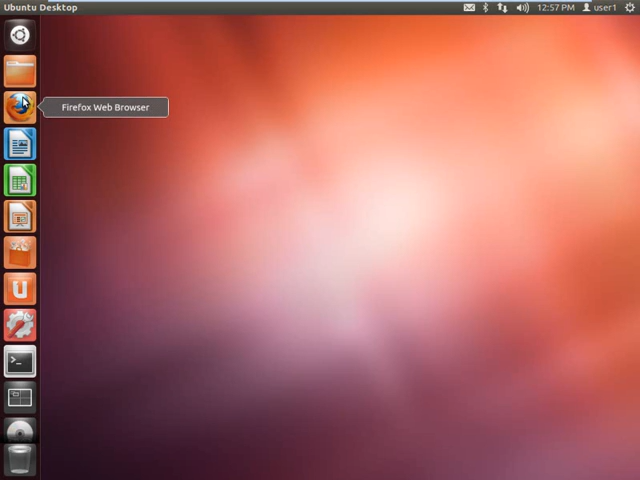 Ubuntu Desktop
12:57 PM
user1
Firefox Web Browser
U
>_